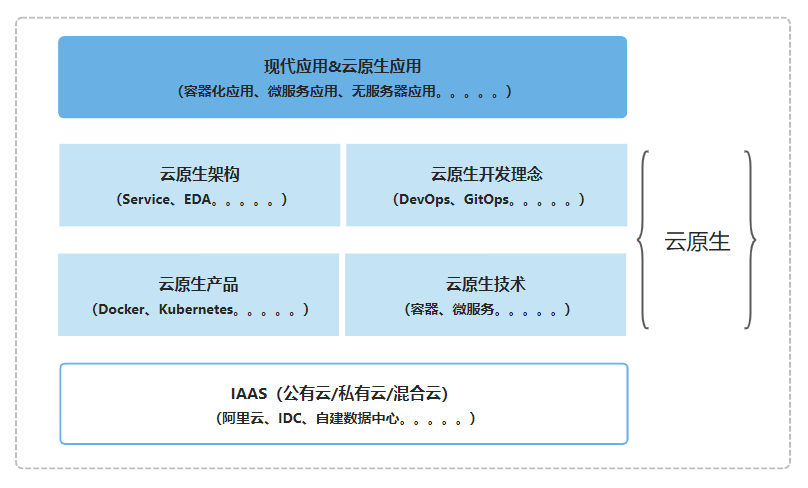 现代应用&云原生应用
（容器化应用、微服务应用、无服务器应用。。。。。）
云原生架构
（Service、EDA。。。。。）
云原生开发理念
（DevOps、GitOps。。。。。）
云原生产品
（Docker、Kubernetes。。。。。）
云原生技术
（容器、微服务。。。。。）
云原生
IAAS（公有云/私有云/混合云）
（阿里云、IDC、自建数据中心。。。。。）